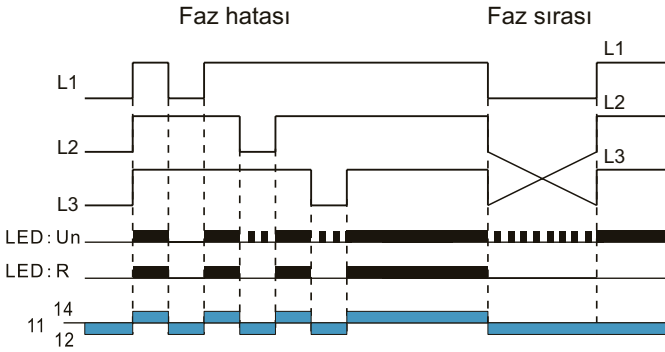 Faz hatası
Faz sırası
L1
L1
L2
L2
L3
L3
LED: Un
LED: R
14
11
12